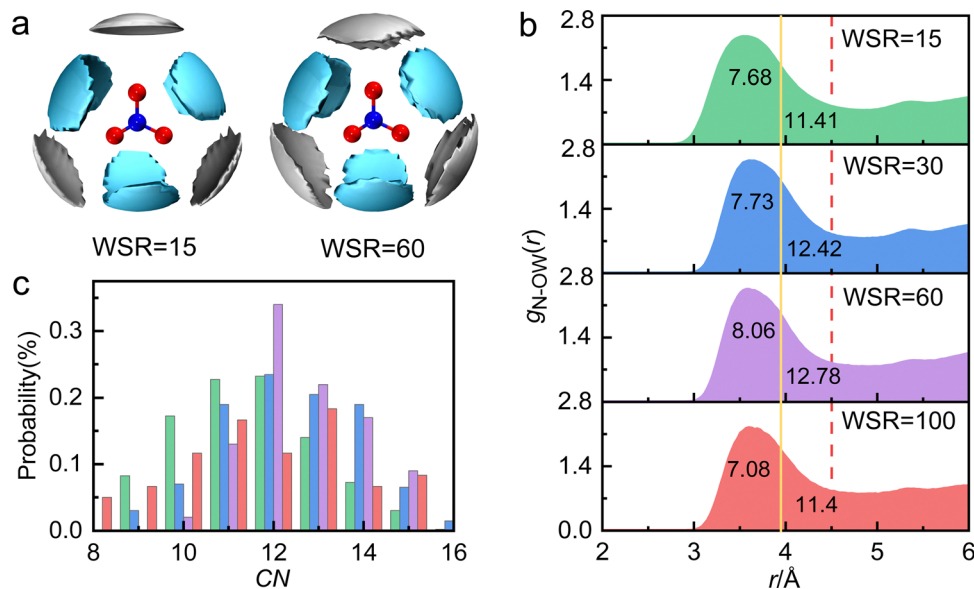 a
WSR=15
WSR=60
b
2.8
1.4
2.8
1.4
2.8
1.4
2.8
1.4
0.0
gN-OW(r)
WSR=15
7.68
11.41
WSR=30
7.73
12.42
WSR=60
8.06
12.78
WSR=100
7.08
11.4
2 3 4 5 6
r/Å
c
Probability(%)
0.3
0.2
0.1
0.0
8 10 12 14 16
CN